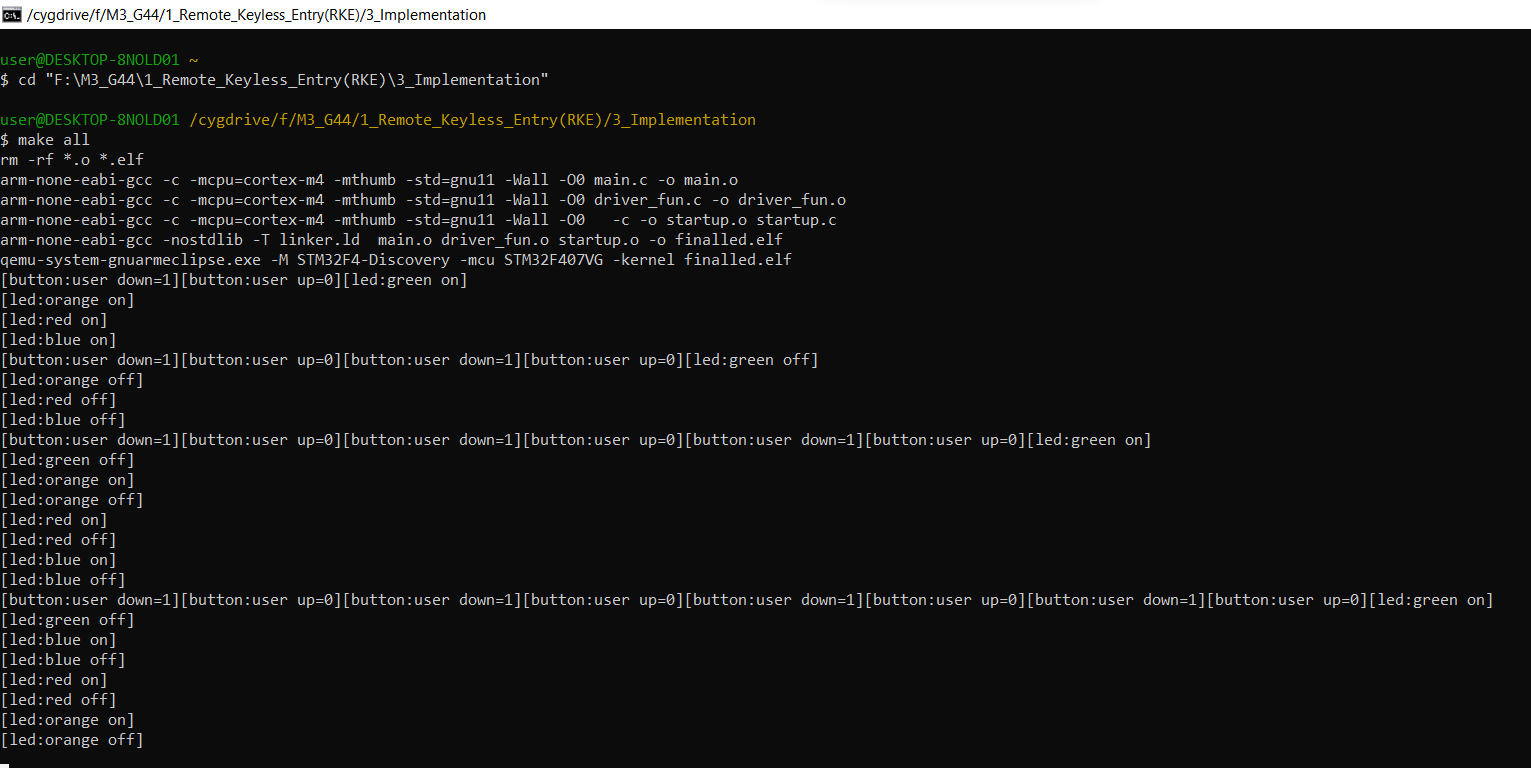 /cygdrive/f/M3_G44/1_Remote_Keyless_Entry(RKE)/3_Implementation
user@DESKTOP-8NOLD01 ~
$ cd "F:\M3_G44\1_Remote_Keyless_Entry(RKE)\3_Implementation"
user@DESKTOP-8NOLD01 /cygdrive/f/M3_G44/1_Remote_Keyless_Entry(RKE)/3_Implementation
$ make all
rm -rf *.o *.elf
arm-none-eabi-gcc -c -mcpu=cortex-m4 -mthumb -std=gnu11 -Wall -O0 main.c -o main.o
arm-none-eabi-gcc -c -mcpu=cortex-m4 -mthumb -std=gnu11 -Wall -O0 driver_fun.c -o driver_fun.o
arm-none-eabi-gcc -c -mcpu=cortex-m4 -mthumb -std=gnu11 -Wall -O0   -c -o startup.o startup.c
arm-none-eabi-gcc -nostdlib -T linker.ld  main.o driver_fun.o startup.o -o finalled.elf
qemu-system-gnuarmeclipse.exe -M STM32F4-Discovery -mcu STM32F407VG -kernel finalled.elf
[button:user down=1][button:user up=0][led:green on]
[led:orange on]
[led:red on]
[led:blue on]
[button:user down=1][button:user up=0][button:user down=1][button:user up=0][led:green off]
[led:orange off]
[led:red off]
[led:blue off]
[button:user down=1][button:user up=0][button:user down=1][button:user up=0][button:user down=1][button:user up=0][led:green on]
[led:green off]
[led:orange on]
[led:orange off]
[led:red on]
[led:red off]
[led:blue on]
[led:blue off]
[button:user down=1][button:user up=0][button:user down=1][button:user up=0][button:user down=1][button:user up=0][button:user down=1][button:user up=0][led:green on]
[led:green off]
[led:blue on]
[led:blue off]
[led:red on]
[led:red off]
[led:orange on]
[led:orange off]